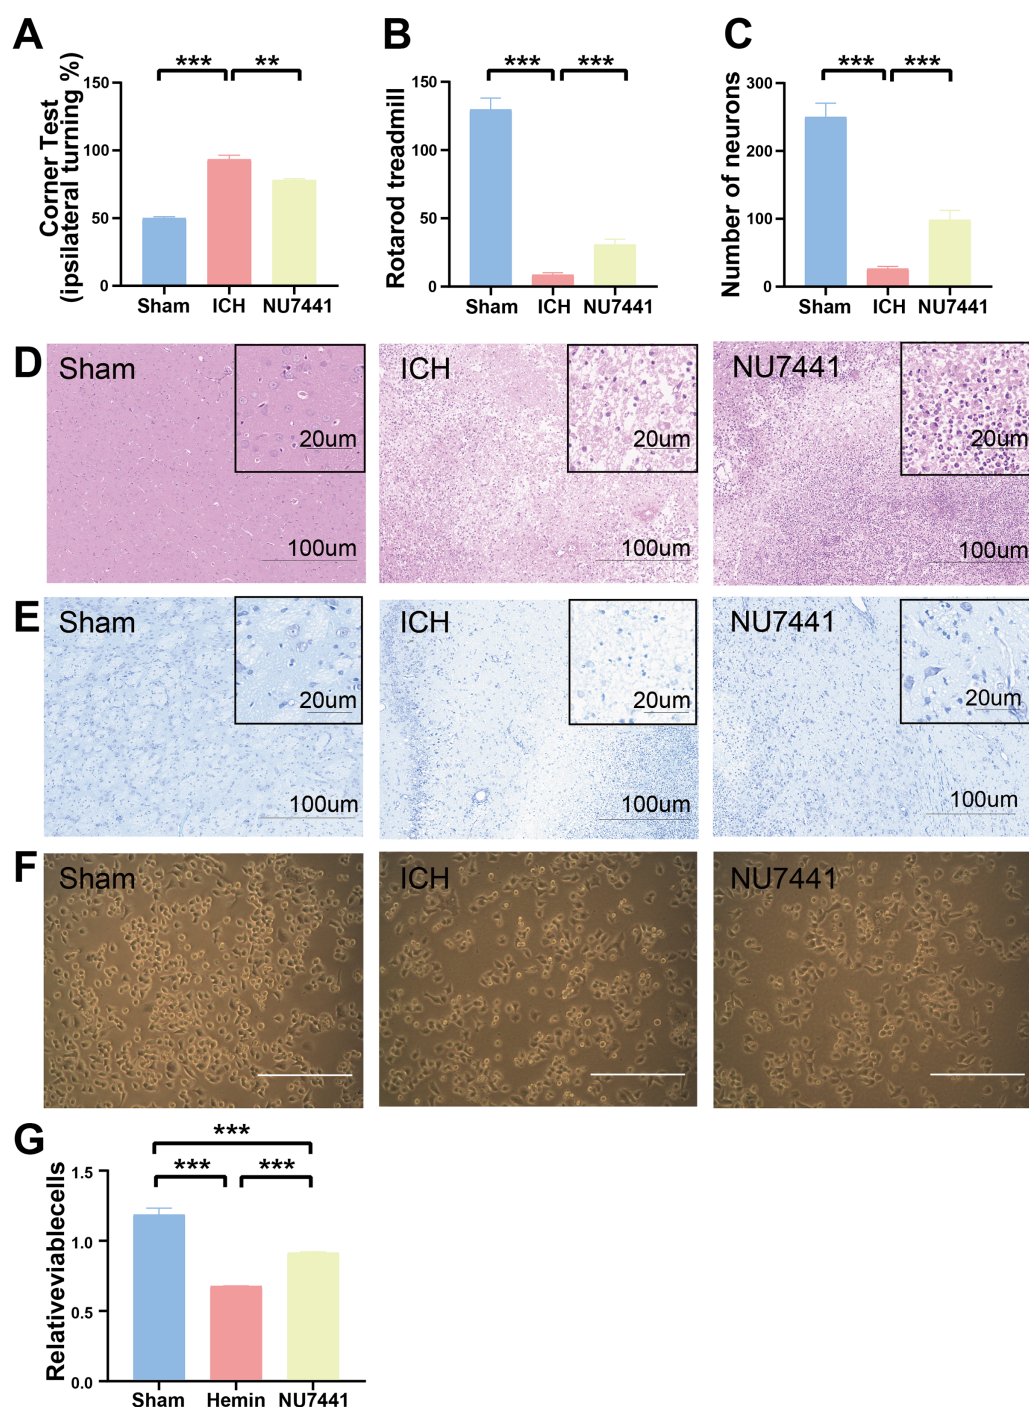 A
B
C
*** **
*** ***
*** ***
Corner Test
(ipsilateral turning %)
150
100
50
0
Sham ICH NU7441
Rotarod treadmill
150
100
50
0
Sham ICH NU7441
Number of neurons
300
200
100
0
Sham ICH NU7441
D
Sham
20um
100um
ICH
20um
100um
NU7441
20um
100um
E
Sham
20um
100um
ICH
20um
100um
NU7441
20um
100um
F
Sham
ICH
NU7441
G
***
*** ***
Relativeviablecells
1.5
1.0
0.5
0.0
Sham Hemin NU7441